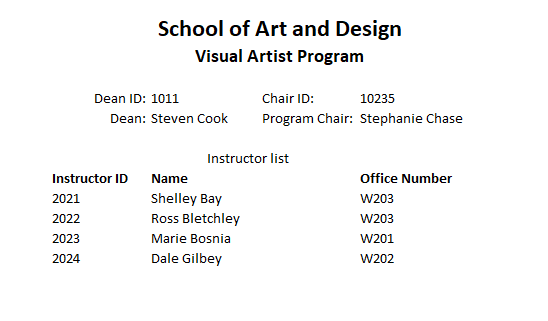 School of Art and Design
Visual Artist Program
Dean ID: 1011 Chair ID: 10235
Dean: Steven Cook Program Chair: Stephanie Chase
Instructor list
Instructor ID Name Office Number
2021 Shelley Bay W203
2022 Ross Bletchley W203
2023 Marie Bosnia W201
2024 Dale Gilbey W202